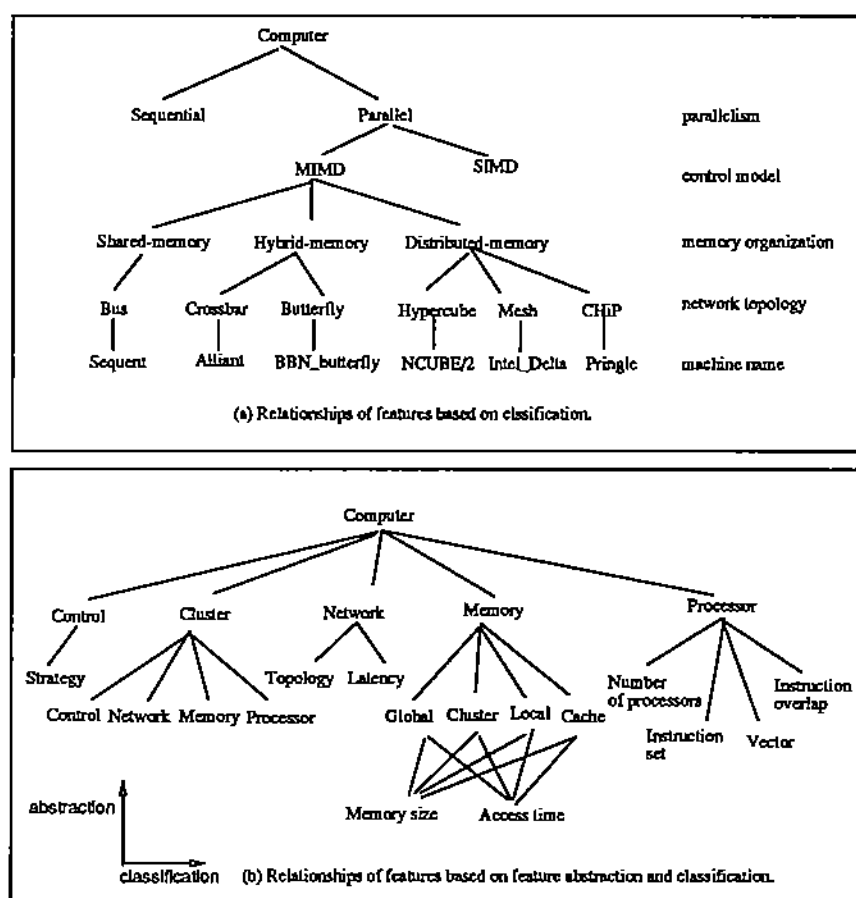 Computer
Sequential Parallel parallelism
MIMD SIMD control model
Shared-memory Hybrid-memory Distributed-memory memory organization
Bus Crossbar Butterfly Hypercube Mesh CHiP network topology
Sequent Alliant BBN_butterfly NCUBE/2 Intel_Delta Pringle machine name
(a) Relationships of features based on clssification.
Computer
Control Cluster Network Memory Processor
Strategy Topology Latency Number of processors Instruction overlap
Control Network Memory Processor Global Cluster Local Cache
Instruction set Vector
Memory size Access time
abstraction
classification
(b) Relationships of features based on feature abstraction and classification.